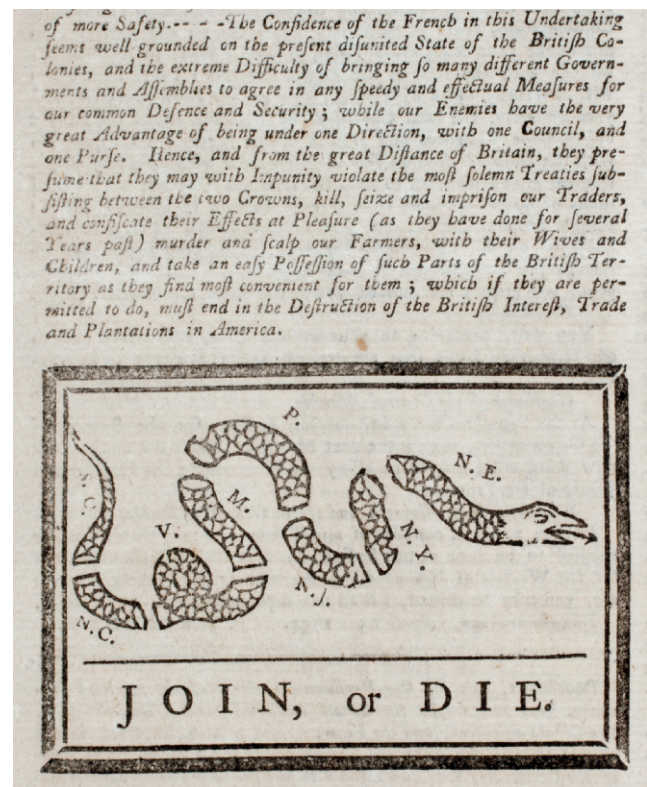 of more Safety.-- - -The Confidence of the French in this Undertaking
ſeems well grounded on the preſent diſunited State of the Britiſh Co-
lonies, and the extreme Difficulty of bringing ſo many different Govern-
ments and Aſſemblies to agree in any ſpeedy and effectual Meaſures for
our common Defence and Security ; while our Enemies have the very
great Advantage of being under one Direction, with one Council, and
one Purſe. Hence, and from the great Diſtance of Britain, they pre-
ſume that they may with Impunity violate the moſt ſolemn Treaties ſub-
ſiſting between the two Crowns, kill, ſeize and impriſon our Traders,
and confiſcate their Effects at Pleaſure (as they have done for ſeveral
Years paſt) murder and ſcalp our Farmers, with their Wives and
Children, and take an eaſy Poſſeſſion of ſuch Parts of the Britiſh Ter-
ritory as they find moſt convenient for them ; which if they are per-
mitted to do, muſt end in the Deſtruction of the Britiſh Intereſt, Trade
and Plantations in America.
S. C.
N. C.
V.
M.
P.
N. J.
N. Y.
N. E.
JOIN, or DIE.